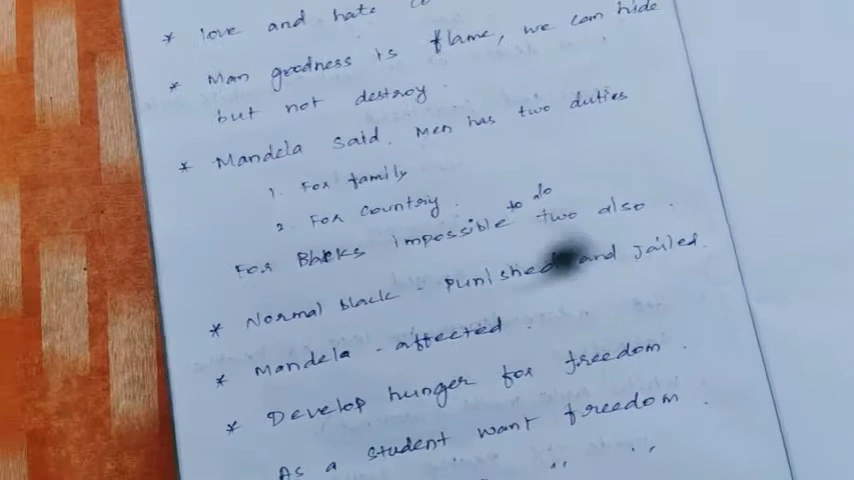 * love and hate
* Man goodness is flame, we can hide
but not destroy.
* Mandela said. Men has two duties
1. For family
2. For country.
to do
For Blacks impossible two also.
* Normal black - punished and jailed.
* Mandela - affected.
* Develop hunger for freedom.
As a student want freedom.
" "